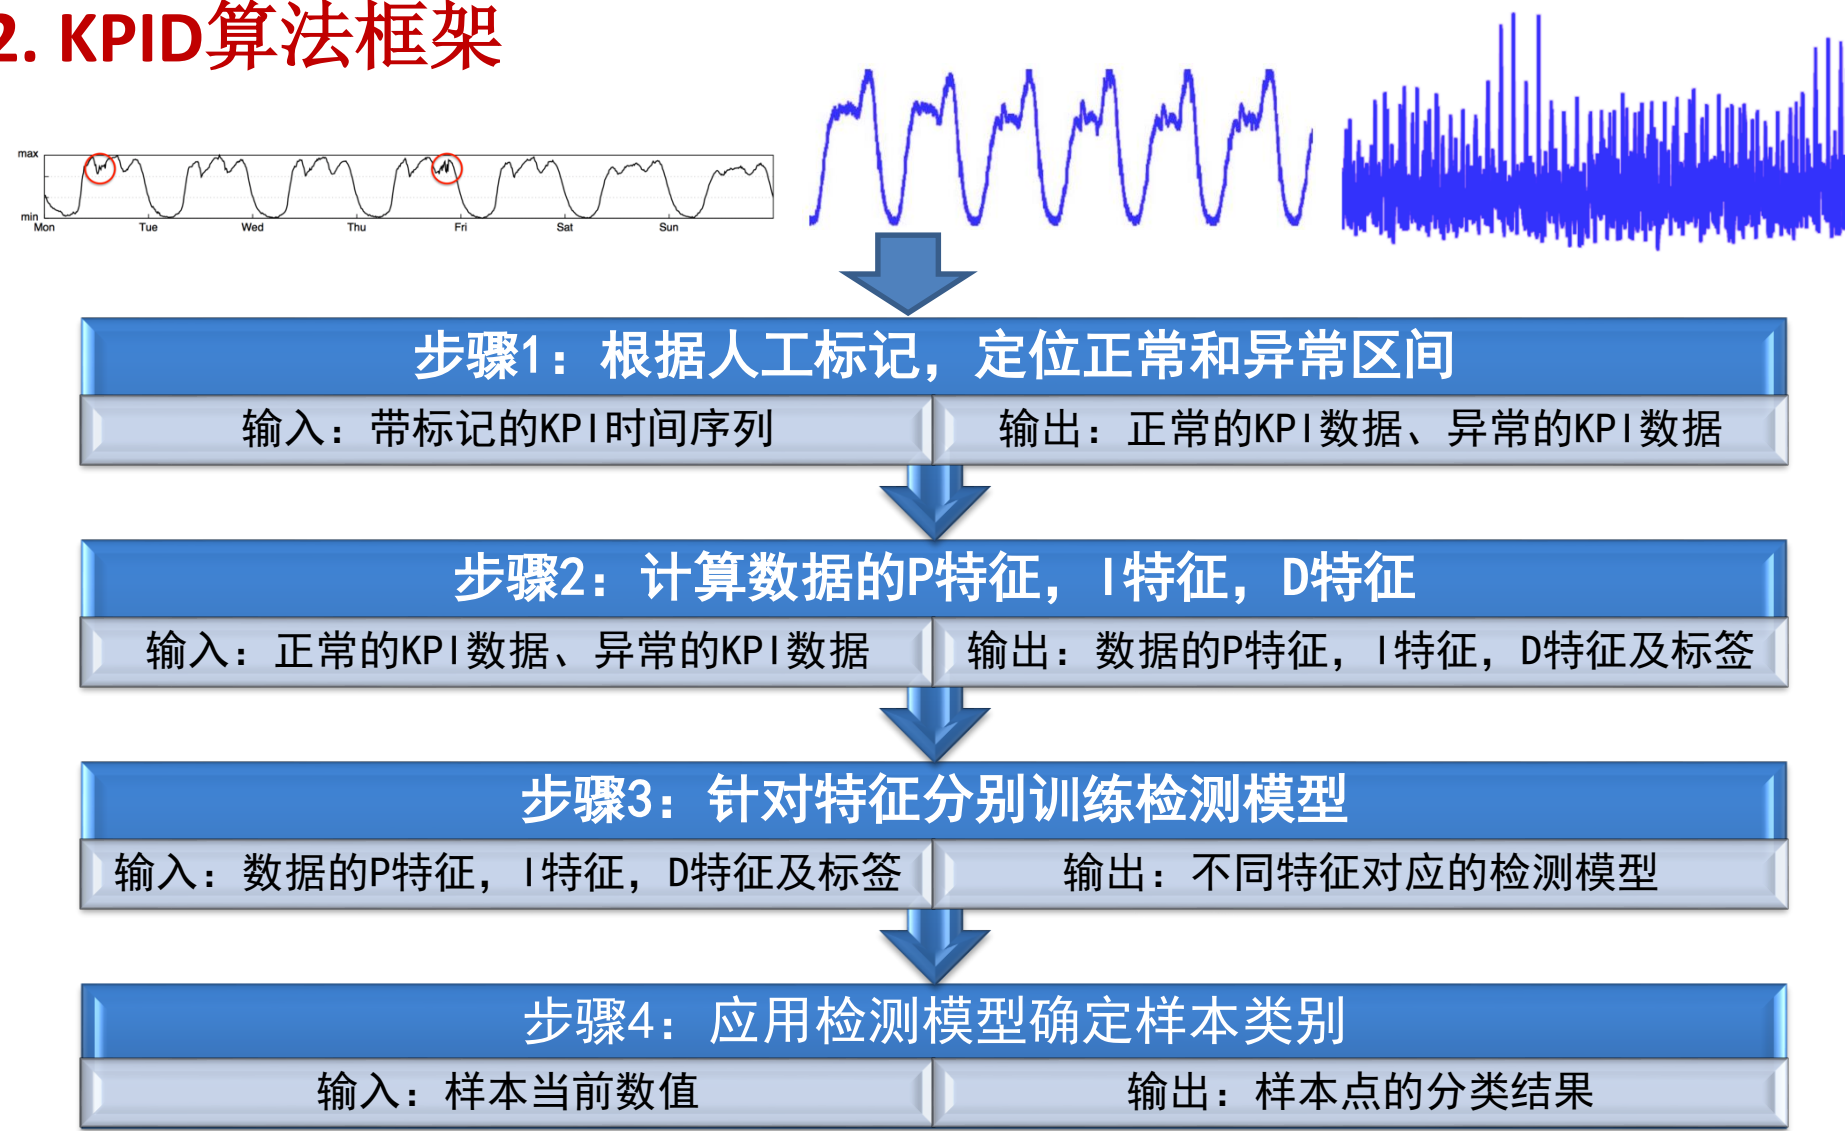 2. KPID算法框架
max
min
Mon Tue Wed Thu Fri Sat Sun
步骤1：根据人工标记，定位正常和异常区间
输入：带标记的KPI时间序列
输出：正常的KPI数据、异常的KPI数据
步骤2：计算数据的P特征，I特征，D特征
输入：正常的KPI数据、异常的KPI数据
输出：数据的P特征，I特征，D特征及标签
步骤3：针对特征分别训练检测模型
输入：数据的P特征，I特征，D特征及标签
输出：不同特征对应的检测模型
步骤4：应用检测模型确定样本类别
输入：样本当前数值
输出：样本点的分类结果